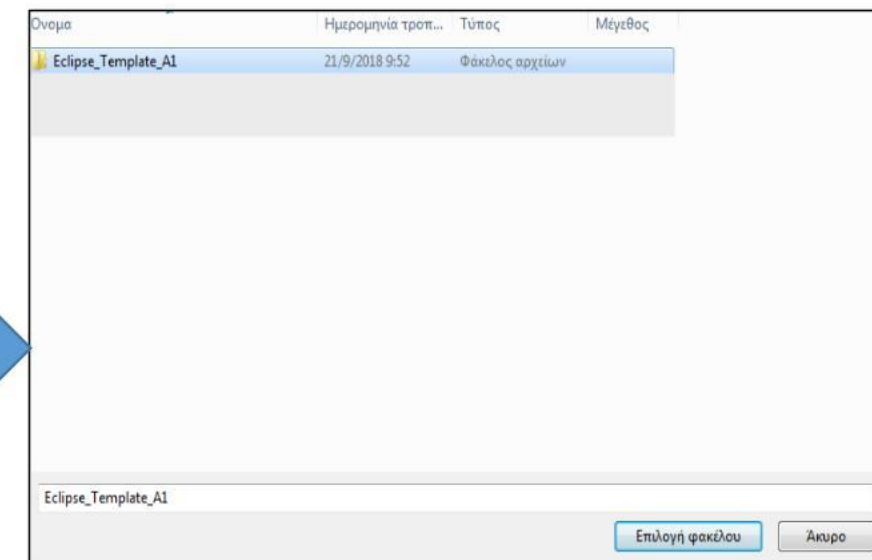 Όνομα Ημερομηνία τροπ... Τύπος Μέγεθος
Eclipse_Template_A1 21/9/2018 9:52 Φάκελος αρχείων
Eclipse_Template_A1
Επιλογή φακέλου Άκυρο